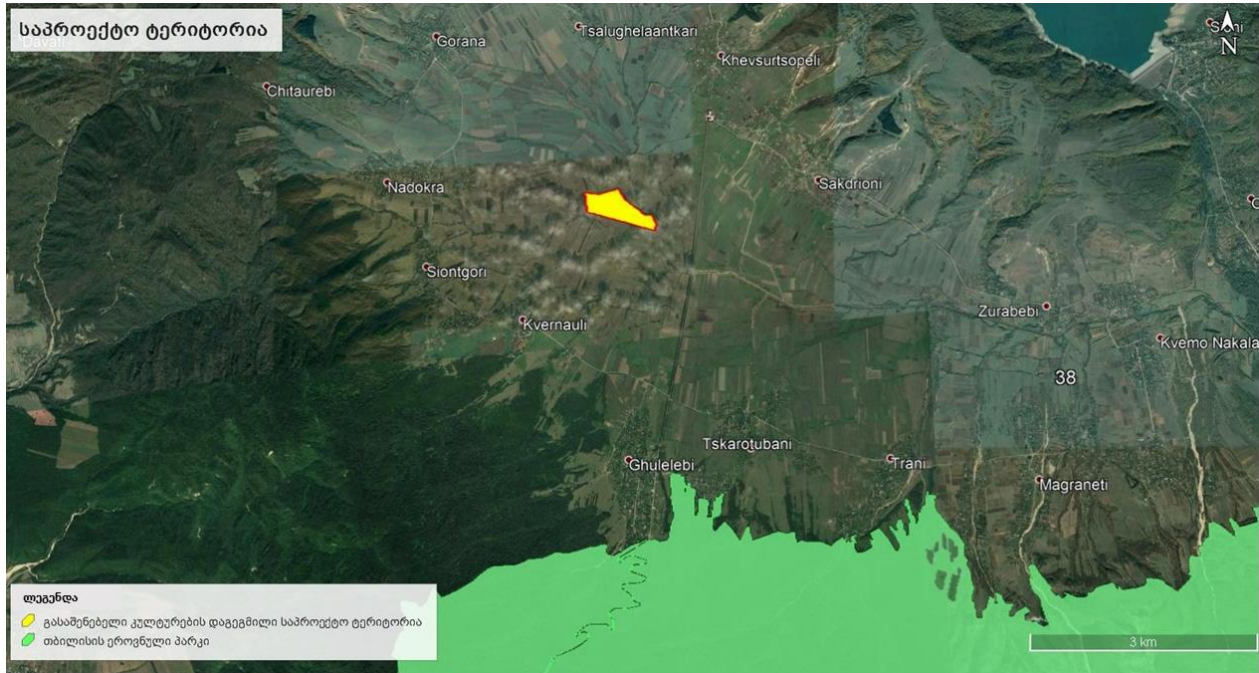 საპროექტო ტერიტორია
Davati
Gorana
Tsalughelaantkari
Khevsurtsopeli
N
Chitaurebi
Nadokra
Sakdrioni
Siontgori
Kvernauli
Zurabebi
Kvemo Nakala
38
Tskarotubani
Ghulelebi
Trani
Magraneti
ლეგენდა
გასაშენებელი კულტურების დაგეგმილი საპროექტო ტერიტორია
თბილისის ეროვნული პარკი
3 km